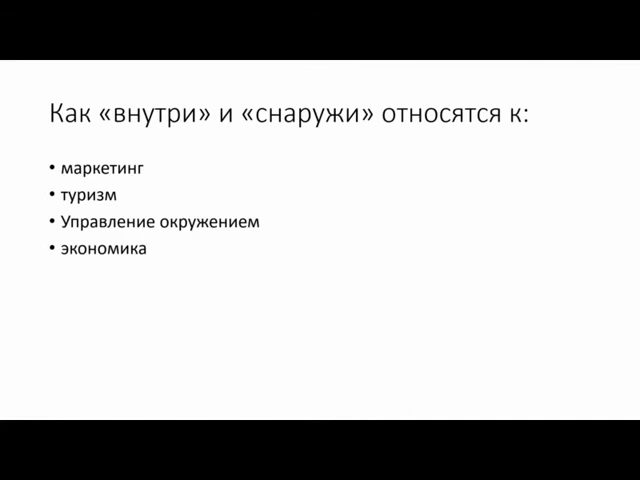 Как «внутри» и «снаружи» относятся к:
• маркетинг
• туризм
• Управление окружением
• экономика